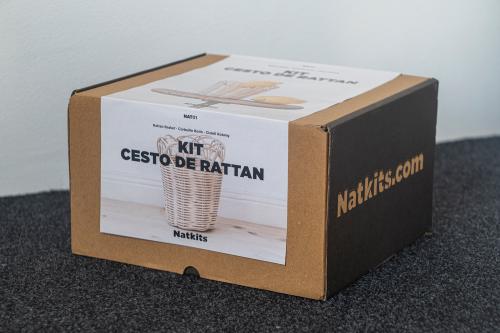 KIT
CESTO DE RATTAN
NAT01
KIT
CESTO DE RATTAN
Natkits
Natkits.com